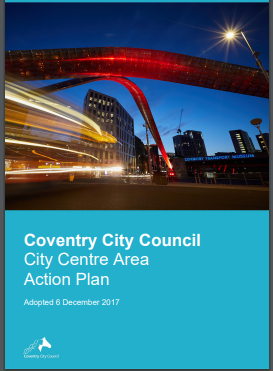 COVENTRY TRANSPORT MUSEUM
Coventry City Council
City Centre Area
Action Plan
Adopted 6 December 2017
Coventry City Council